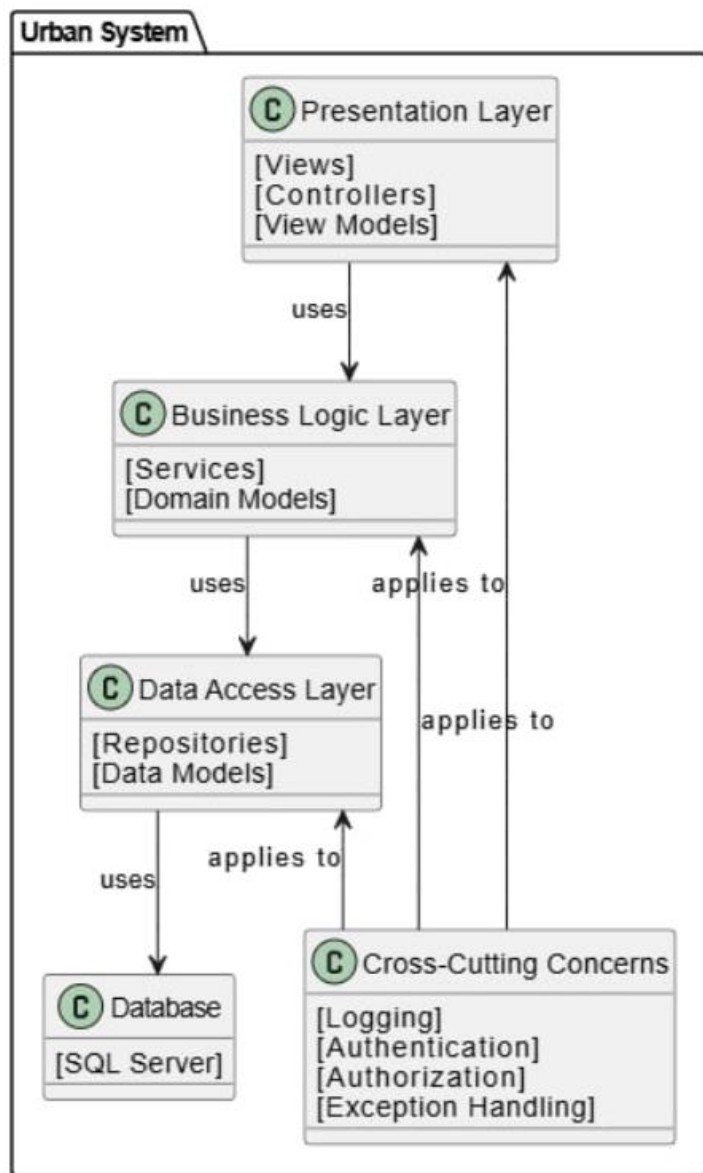 Urban System
C Presentation Layer
[Views]
[Controllers]
[View Models]
uses
C Business Logic Layer
[Services]
[Domain Models]
uses
applies to
C Data Access Layer
[Repositories]
[Data Models]
applies to
uses
applies to
C Database
[SQL Server]
C Cross-Cutting Concerns
[Logging]
[Authentication]
[Authorization]
[Exception Handling]